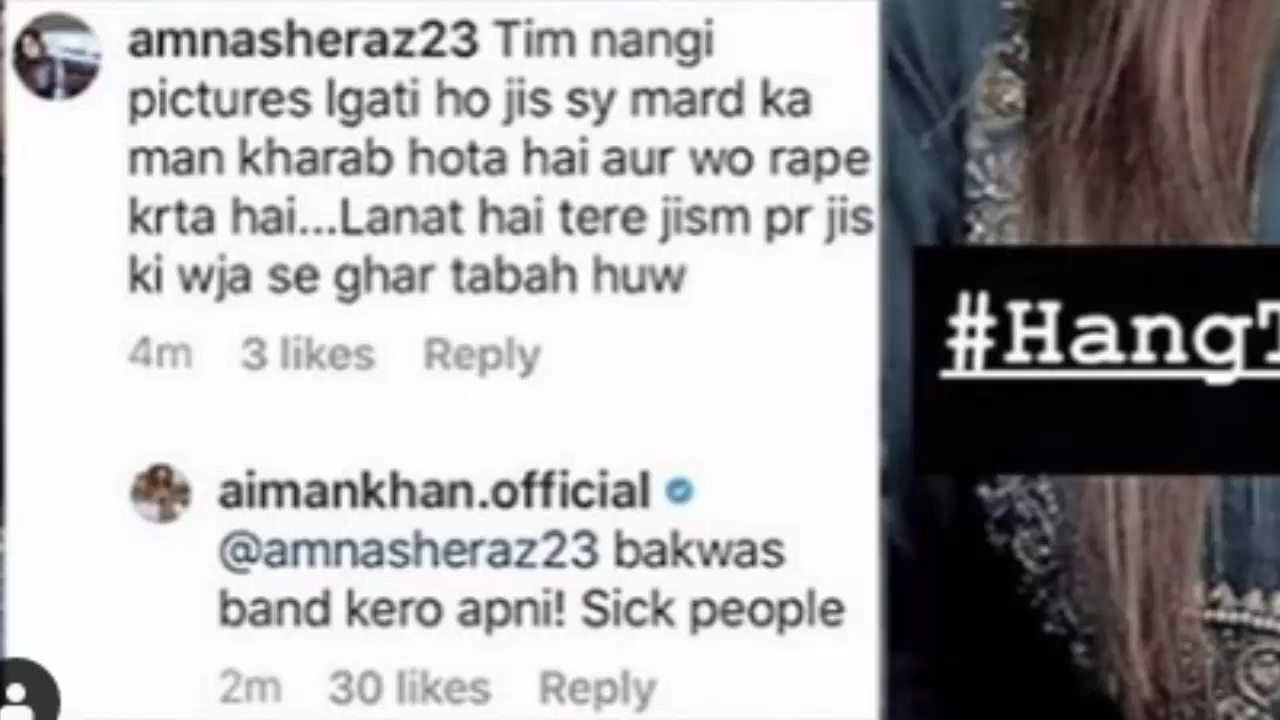 amnasheraz23 Tim nangi
pictures lgati ho jis sy mard ka
man kharab hota hai aur wo rape
krta hai...Lanat hai tere jism pr jis
ki wja se ghar tabah huw
4m 3 likes Reply
#HangT
aimankhan.official
@amnasheraz23 bakwas
band kero apni! Sick people
2m 30 likes Reply